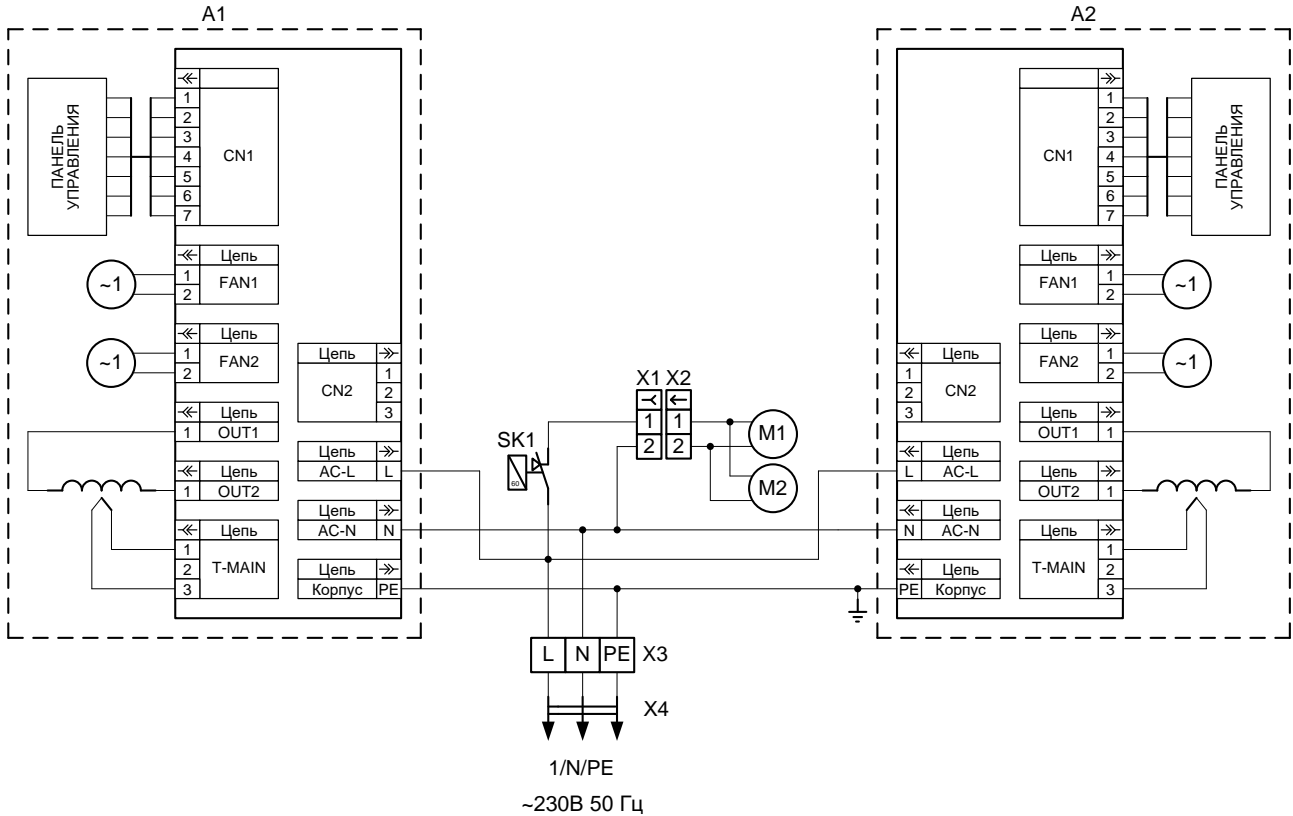 A1
A2
ПАНЕЛЬ
УПРАВЛЕНИЯ
1
2
3
4
5
6
7
CN1
Цепь
1
2
FAN1
~1
Цепь
1
2
FAN2
~1
Цепь
1
OUT1
Цепь
1
OUT2
Цепь
1
2
3
T-MAIN
Цепь
CN2
1
2
3
Цепь
AC-L
L
Цепь
AC-N
N
Цепь
Корпус
PE
SK1
60
X1
X2
1
1
2
2
M1
M2
Цепь
1
2
3
CN2
Цепь
L
AC-L
Цепь
N
AC-N
Цепь
PE
Корпус
CN1
1
2
3
4
5
6
7
ПАНЕЛЬ
УПРАВЛЕНИЯ
Цепь
FAN1
1
2
~1
Цепь
FAN2
1
2
~1
Цепь
OUT1
1
Цепь
OUT2
1
Цепь
T-MAIN
1
2
3
L
N
PE
X3
X4
1/N/PE
~230В 50 Гц